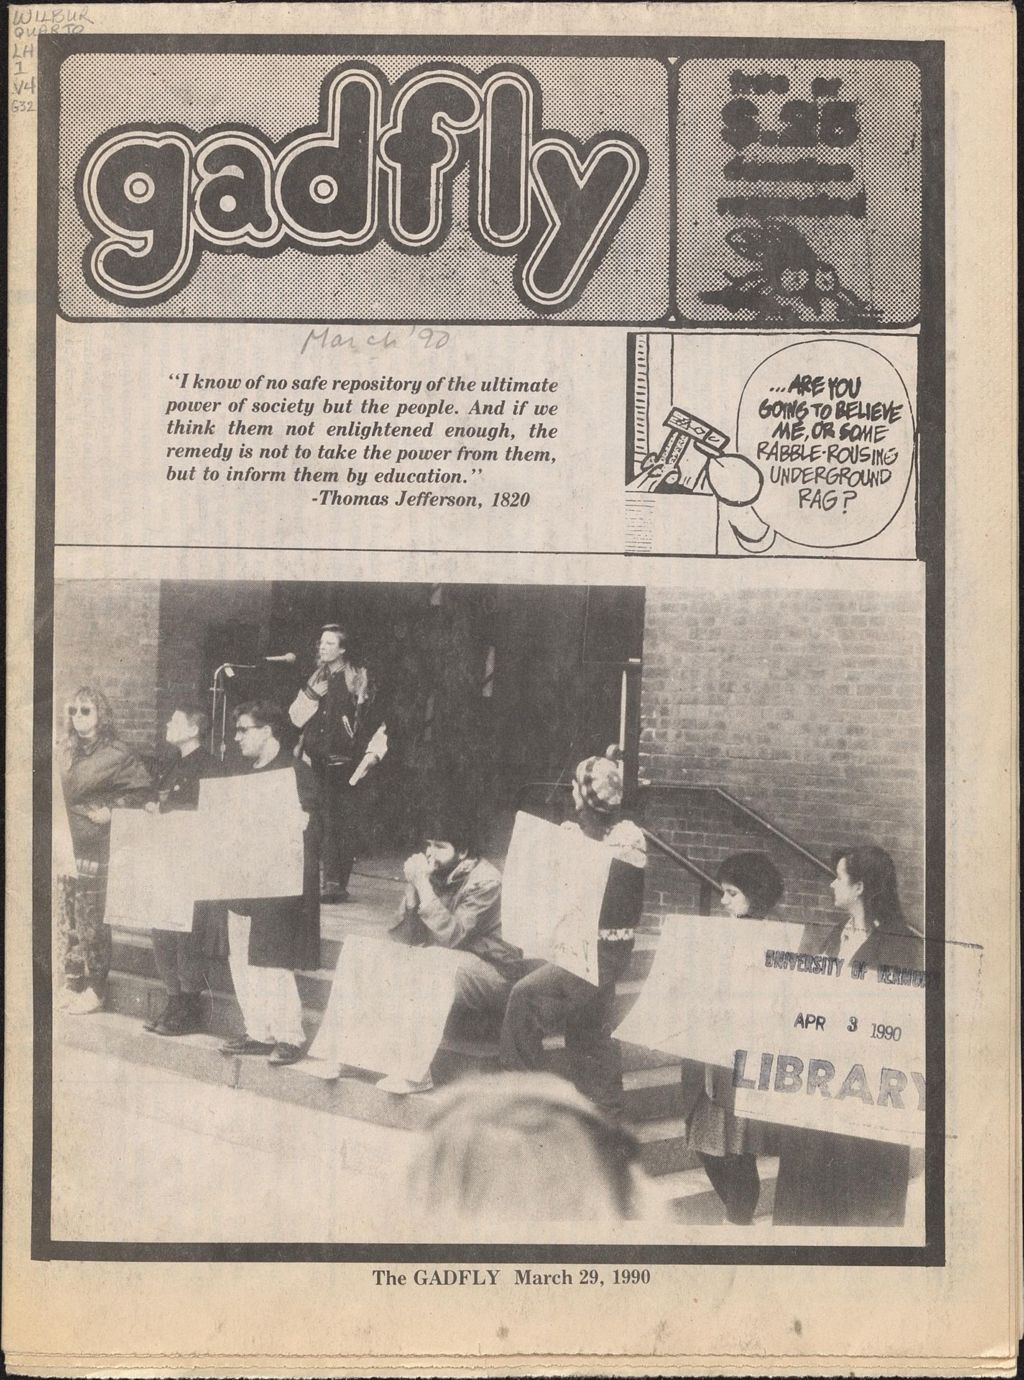 WILBUR
QUARTO
LH
1
V4
G32
gadfly
$.25
March '90
“I know of no safe repository of the ultimate
power of society but the people. And if we
think them not enlightened enough, the
remedy is not to take the power from them,
but to inform them by education.”
-Thomas Jefferson, 1820
...ARE YOU
GOING TO BELIEVE
ME, OR SOME
RABBLE-ROUSING
UNDERGROUND
RAG?
UNIVERSITY OF VERMONT
APR 3 1990
LIBRARY
The GADFLY March 29, 1990